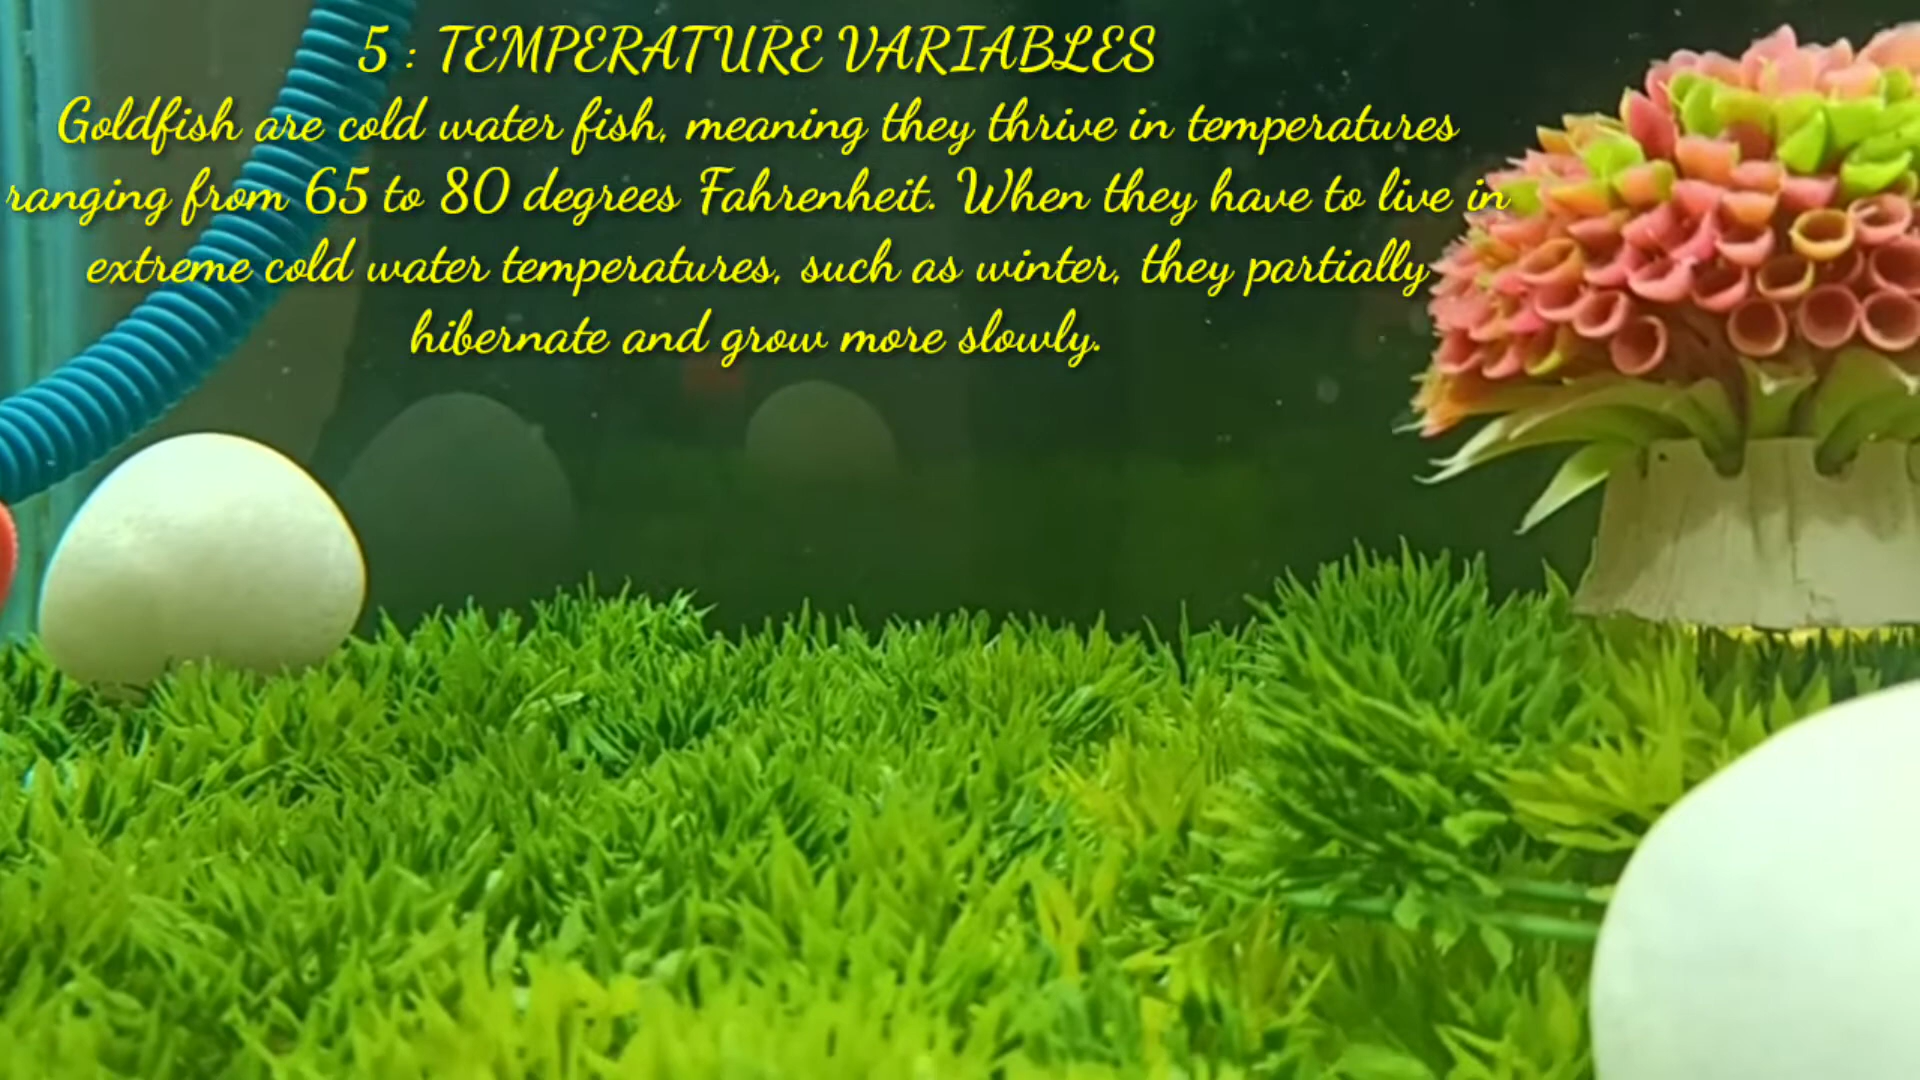 5 : TEMPERATURE VARIABLES
Goldfish are cold water fish, meaning they thrive in temperatures
ranging from 65 to 80 degrees Fahrenheit. When they have to live in
extreme cold water temperatures, such as winter, they partially
hibernate and grow more slowly.